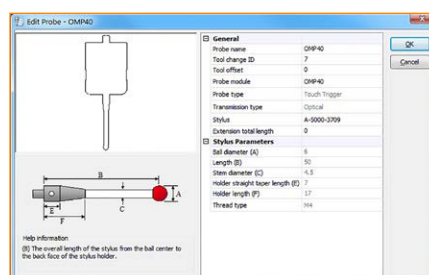 Edit Probe - OMP40
General
Probe name OMP40
Tool change ID 7
Tool offset 0
Probe module OMP40
Probe type Touch Trigger
Transmission type Optical
Stylus A-5000-3709
Extension total length 0
Stylus Parameters
Ball diameter (A) 6
Length (B) 50
Stem diameter (C) 4.5
Holder straight taper length (E) 7
Holder length (F) 17
Thread type M4
OK
Cancel
B
A
E
C
F
Help information
(B) The overall length of the stylus from the ball center to
the back face of the stylus holder.